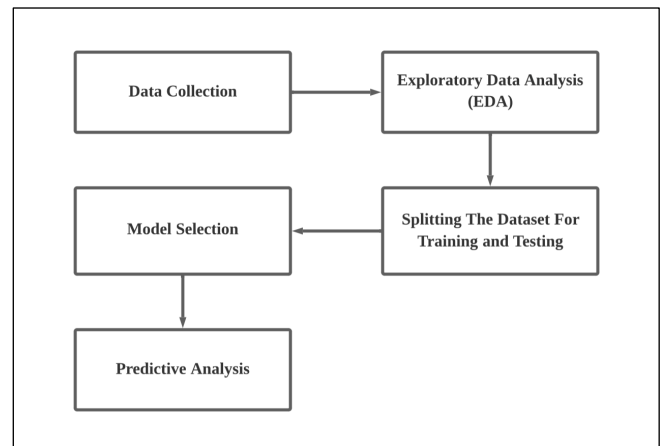 Data Collection
Exploratory Data Analysis
(EDA)
Splitting The Dataset For
Training and Testing
Model Selection
Predictive Analysis